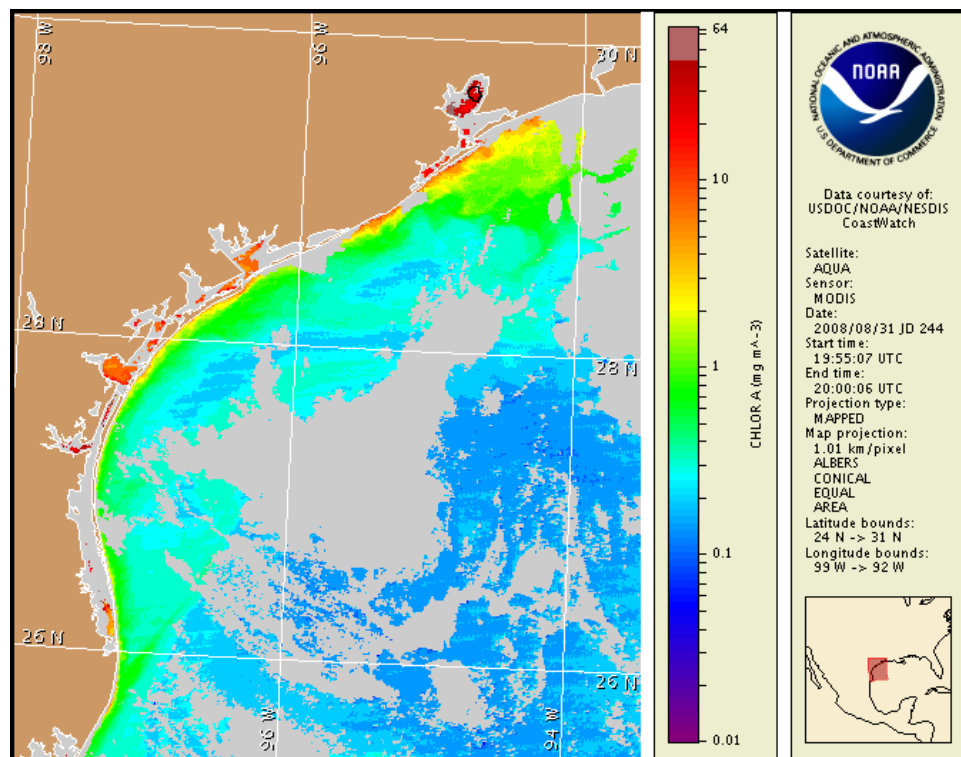 98 W
96 W
30 N
28 N
28 N
26 N
26 N
96 W
94 W
64
10
1
0.1
0.01
CHLOR A (mg m^-3)
NATIONAL OCEANIC AND ATMOSPHERIC ADMINISTRATION
NOAA
U.S. DEPARTMENT OF COMMERCE
Data courtesy of:
USDOC/NOAA/NESDIS
CoastWatch
Satellite:
AQUA
Sensor:
MODIS
Date:
2008/08/31 JD 244
Start time:
19:55:07 UTC
End time:
20:00:06 UTC
Projection type:
MAPPED
Map projection:
1.01 km/pixel
ALBERS
CONICAL
EQUAL
AREA
Latitude bounds:
24 N -> 31 N
Longitude bounds:
99 W -> 92 W